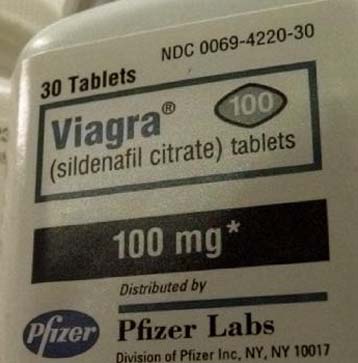 NDC 0069-4220-30
30 Tablets
Viagra® 100
(sildenafil citrate) tablets
100 mg*
Distributed by
Pfizer Pfizer Labs
Division of Pfizer Inc, NY, NY 10017